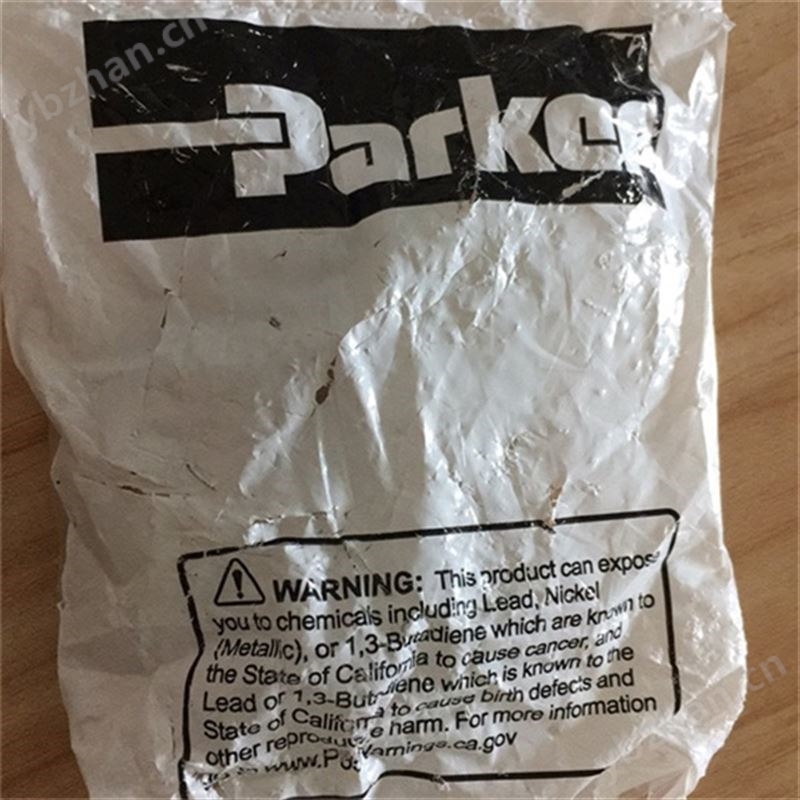 ybzhan.cn
Parker
WARNING: This product can expose
you to chemicals including Lead, Nickel
(Metallic), or 1,3-Butadiene which are known to
the State of California to cause cancer, and
Lead or 1,3-Butadiene which is known to the
State of California to cause birth defects and
other reproductive harm. For more information
www.P65Warnings.ca.gov